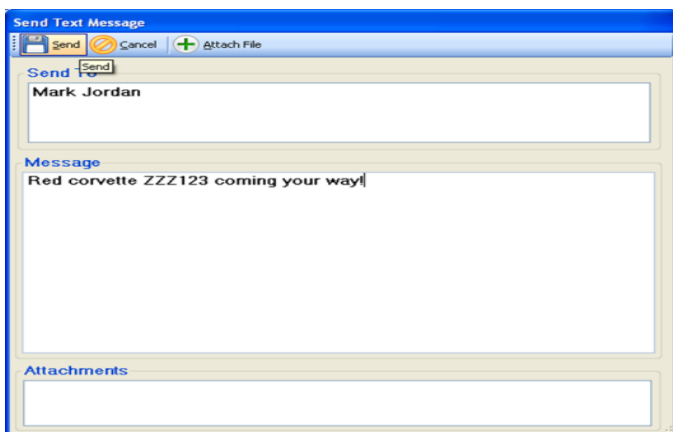 Send Text Message
Send Cancel Attach File
Send To
Send
Mark Jordan
Message
Red corvette ZZZ123 coming your way!
Attachments